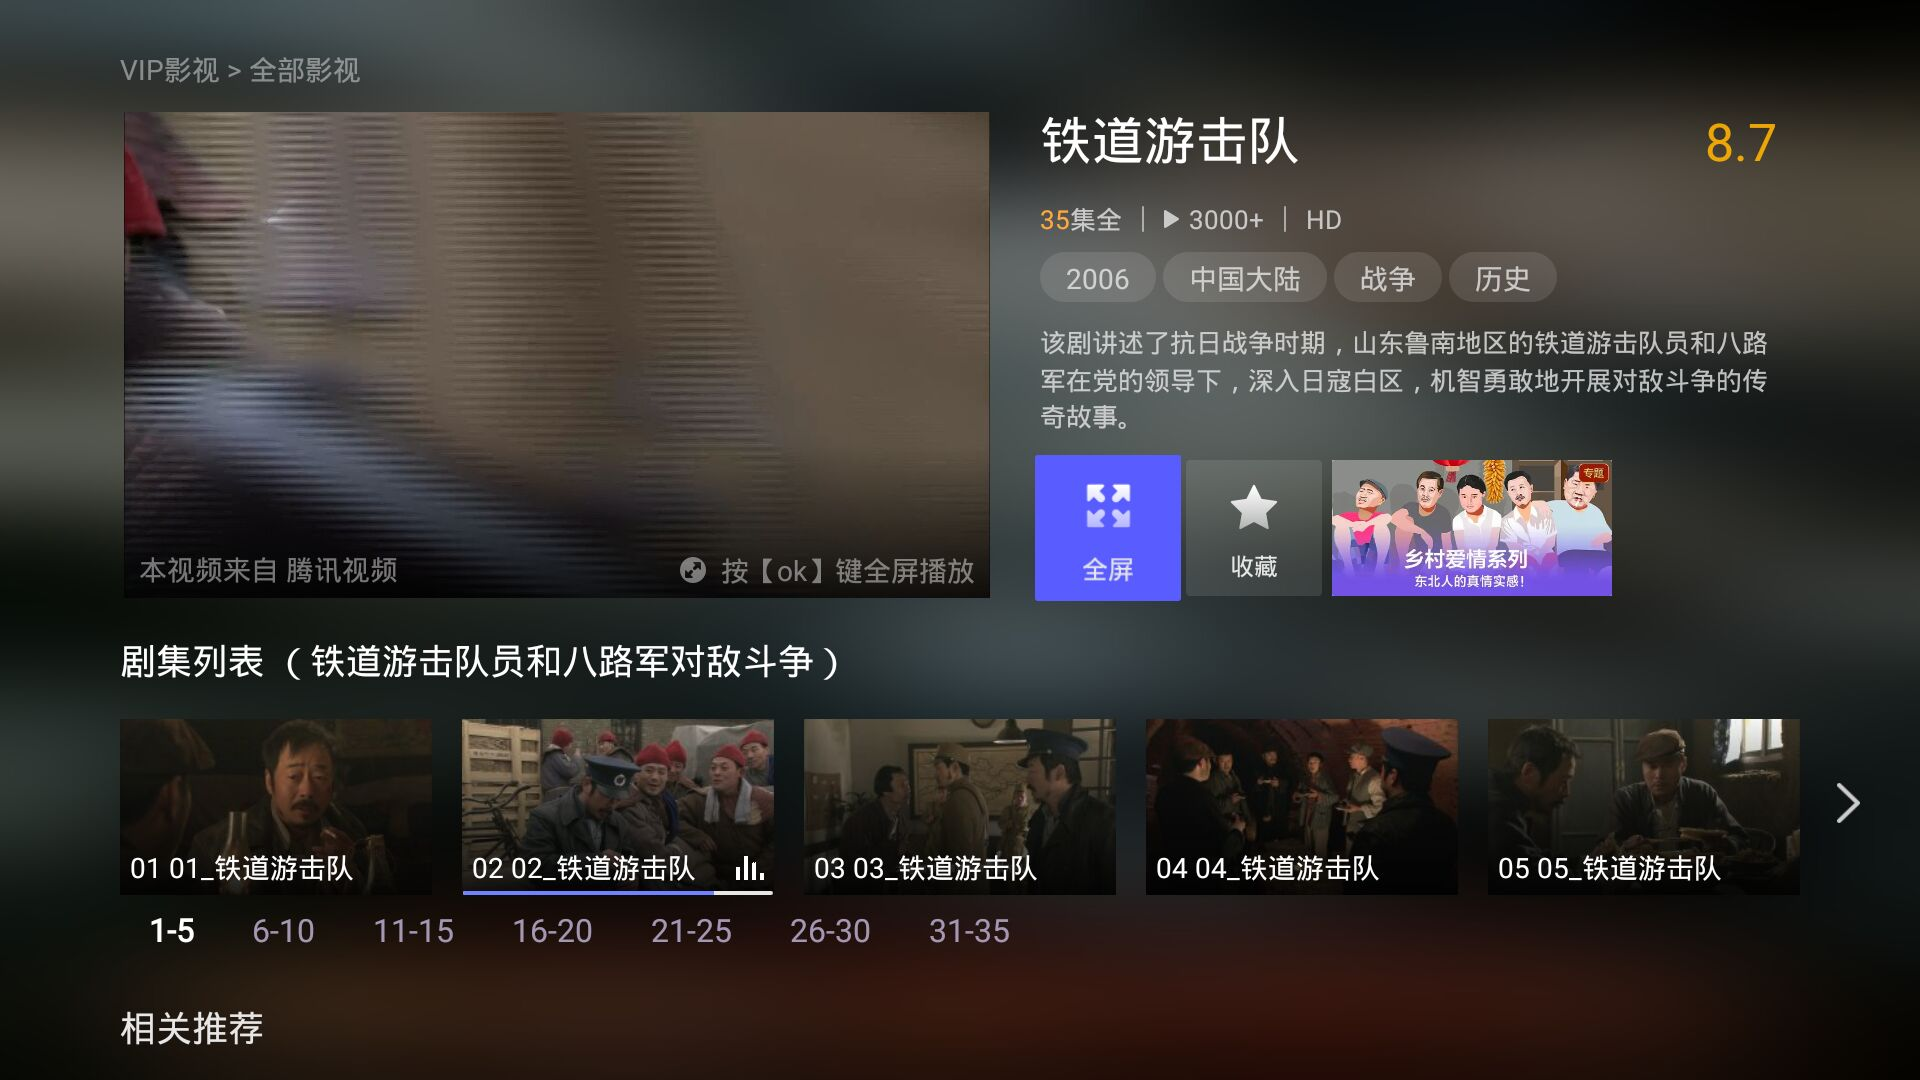 VIP影视 > 全部影视
铁道游击队
8.7
35集全 | 3000+ | HD
2006 中国大陆 战争 历史
该剧讲述了抗日战争时期，山东鲁南地区的铁道游击队员和八路
军在党的领导下，深入日寇白区，机智勇敢地开展对敌斗争的传
奇故事。
本视频来自 腾讯视频
按【ok】键全屏播放
全屏
收藏
专题
乡村爱情系列
东北人的真情实感！
剧集列表 （铁道游击队员和八路军对敌斗争）
01 01_铁道游击队
02 02_铁道游击队
03 03_铁道游击队
04 04_铁道游击队
05 05_铁道游击队
1-5 6-10 11-15 16-20 21-25 26-30 31-35
相关推荐